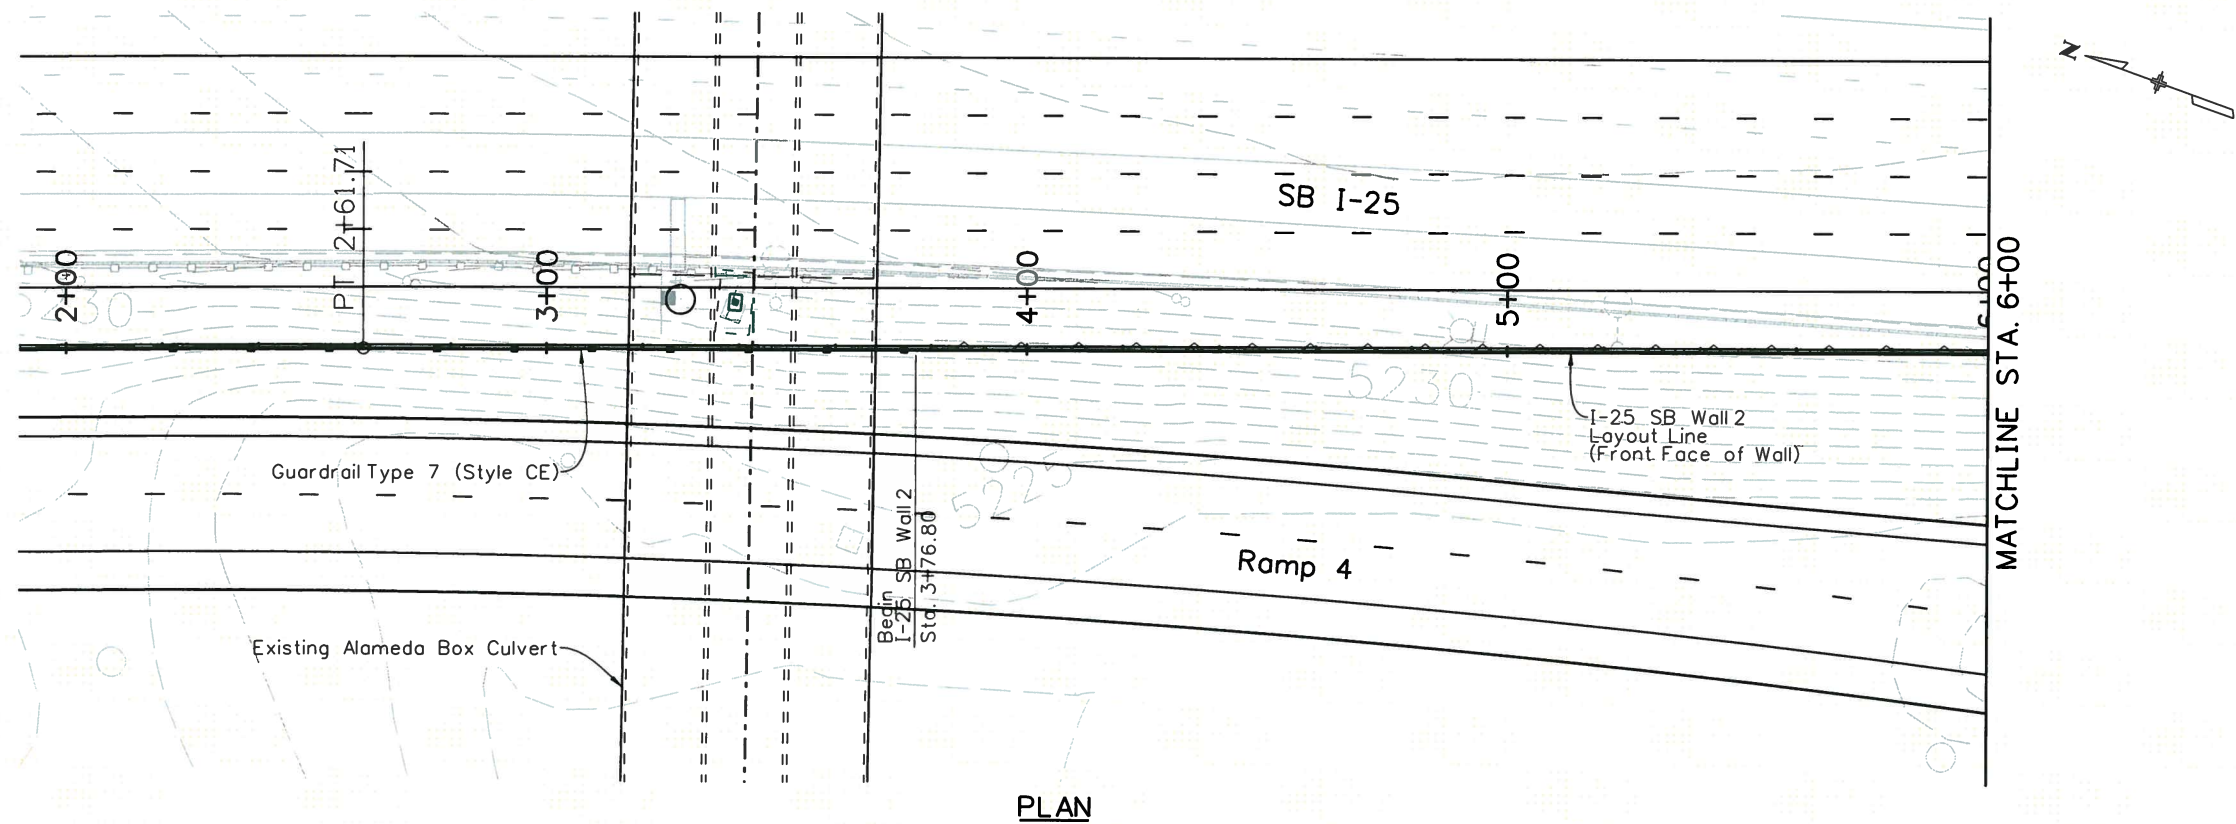 N
SB I-25
PT 2+61.71
2+00
3+00
4+00
5+00
6+00
MATCHLINE STA. 6+00
5230
5230
I-25 SB Wall 2
Layout Line
(Front Face of Wall)
Guardrail Type 7 (Style CE)
5225
Begin
I-25 SB Wall 2
Sta. 3+76.80
Ramp 4
Existing Alameda Box Culvert
PLAN